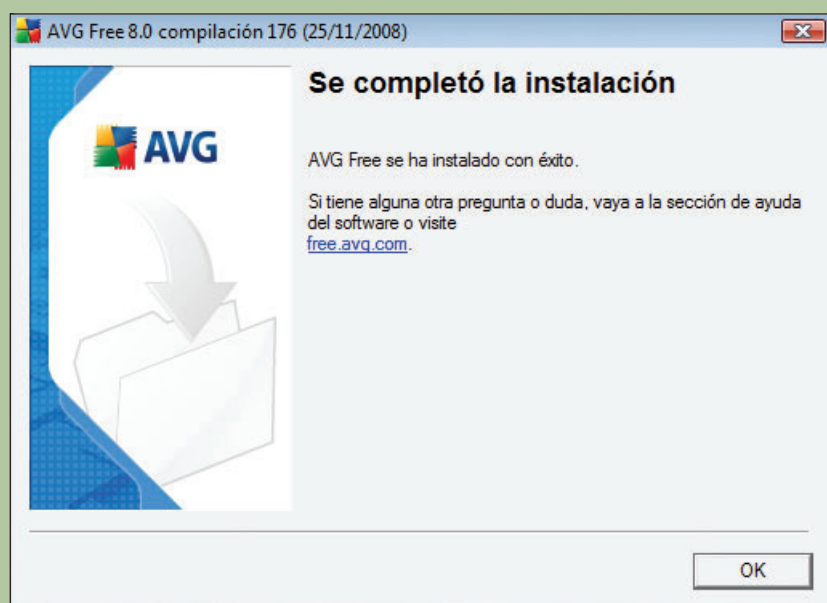 AVG Free 8.0 compilación 176 (25/11/2008)
AVG
Se completó la instalación
AVG Free se ha instalado con éxito.
Si tiene alguna otra pregunta o duda, vaya a la sección de ayuda
del software o visite
free.avg.com.
OK